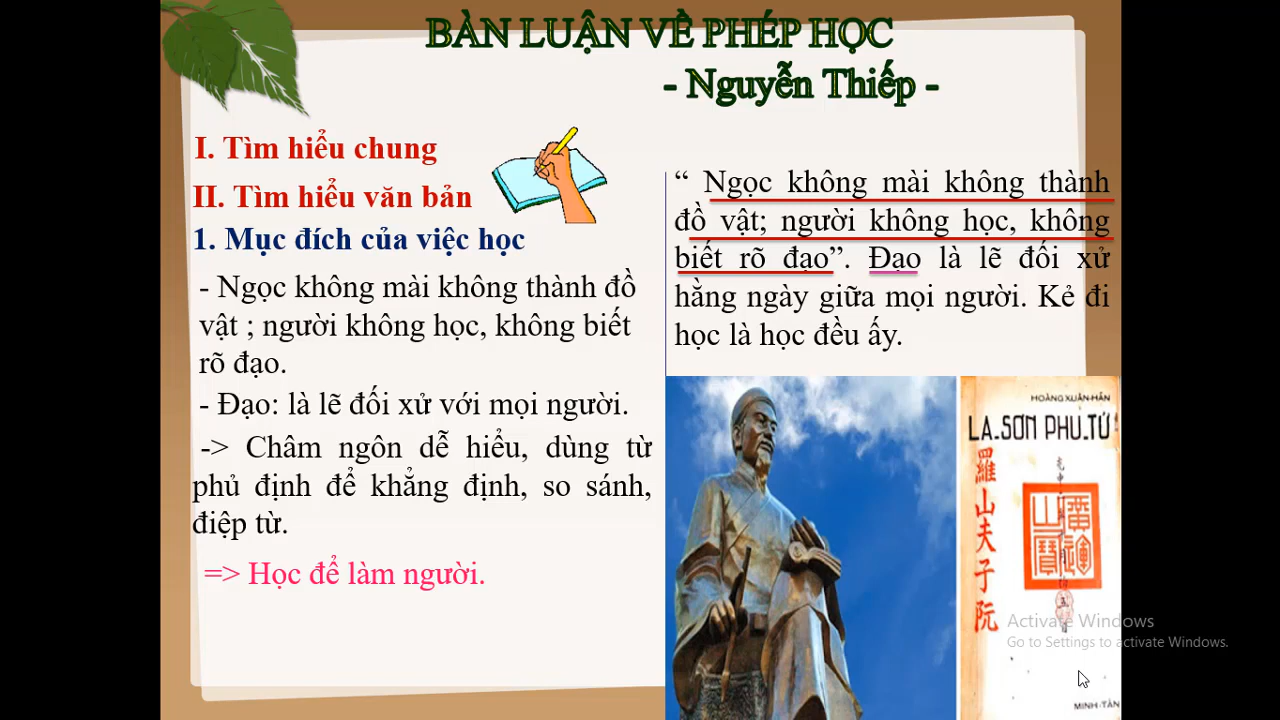 BÀN LUẬN VỀ PHÉP HỌC
- Nguyễn Thiếp -
I. Tìm hiểu chung
II. Tìm hiểu văn bản
1. Mục đích của việc học
- Ngọc không mài không thành đồ
vật ; người không học, không biết
rõ đạo.
- Đạo: là lẽ đối xử với mọi người.
-> Châm ngôn dễ hiểu, dùng từ
phủ định để khẳng định, so sánh,
điệp từ.
=> Học để làm người.
“ Ngọc không mài không thành
đồ vật; người không học, không
biết rõ đạo”. Đạo là lẽ đối xử
hằng ngày giữa mọi người. Kẻ đi
học là học đều ấy.
HOÀNG XUÂN-HÃN
LA-SƠN PHU-TỬ
羅山夫子阮
MINH-TÂN
Activate Windows
Go to Settings to activate Windows.